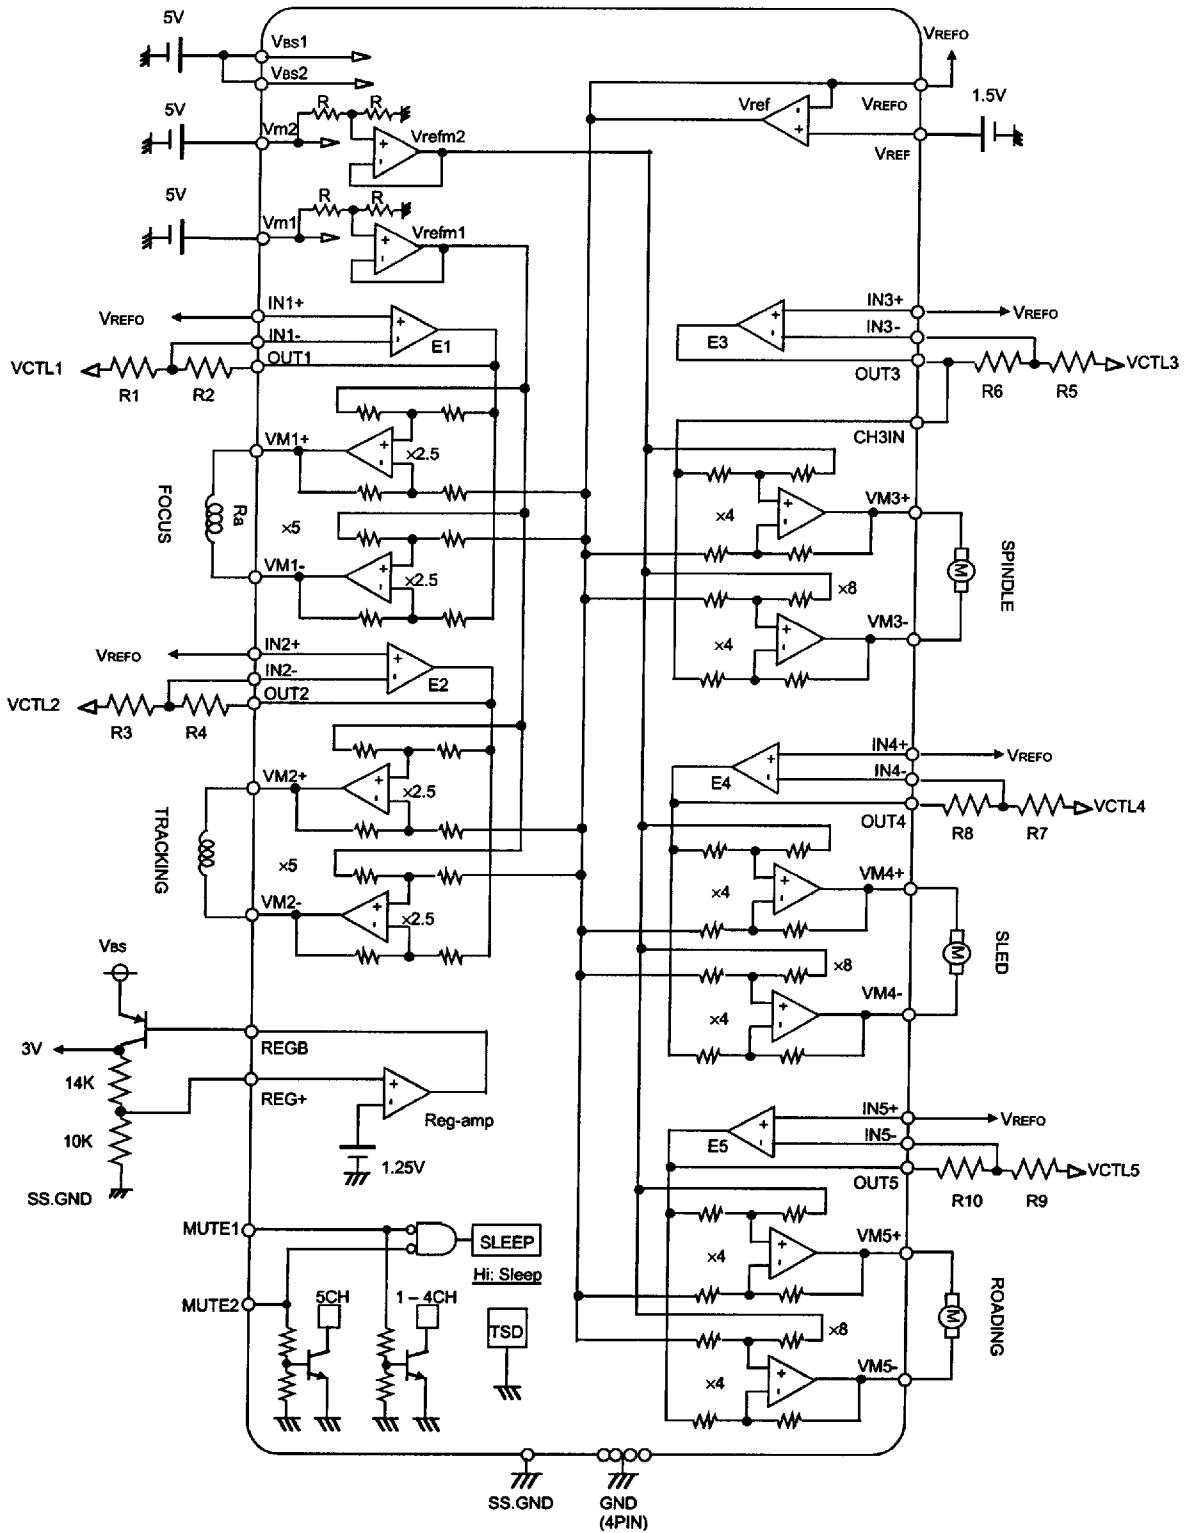 5V
VBS1
VBS2
5V
R R
Vm2
Vrefm2
5V
R R
Vm1
Vrefm1
VREFO
Vref
VREFO
1.5V
VREF
IN1+
VREFO
IN1-
E1
OUT1
VCTL1
R1 R2
VM1+
×2.5
FOCUS
Ra
×5
VM1-
×2.5
IN2+
VREFO
IN2-
E2
OUT2
VCTL2
R3 R4
VM2+
×2.5
TRACKING
×5
VM2-
×2.5
IN3+
VREFO
E3
IN3-
OUT3
VCTL3
R6 R5
CH3IN
VM3+
×4
SPINDLE
×8
VM3-
×4
IN4+
VREFO
E4
IN4-
OUT4
VCTL4
R8 R7
VM4+
×4
SLED
×8
VM4-
×4
M
M
M
VBS
REGB
3V
14K
REG+
Reg-amp
10K
1.25V
SS.GND
IN5+
VREFO
E5
IN5-
OUT5
VCTL5
R10 R9
VM5+
×4
ROADING
×8
VM5-
×4
MUTE1
SLEEP
Hi: Sleep
MUTE2
5CH
1 – 4CH
TSD
SS.GND
GND
(4PIN)
+
-
+
-
+
-
+
-
+
-
+
-
+
-
+
-
+
-
+
-
+
-
+
-
+
-
+
-
+
-
+
-
+
-
+
-
+
-